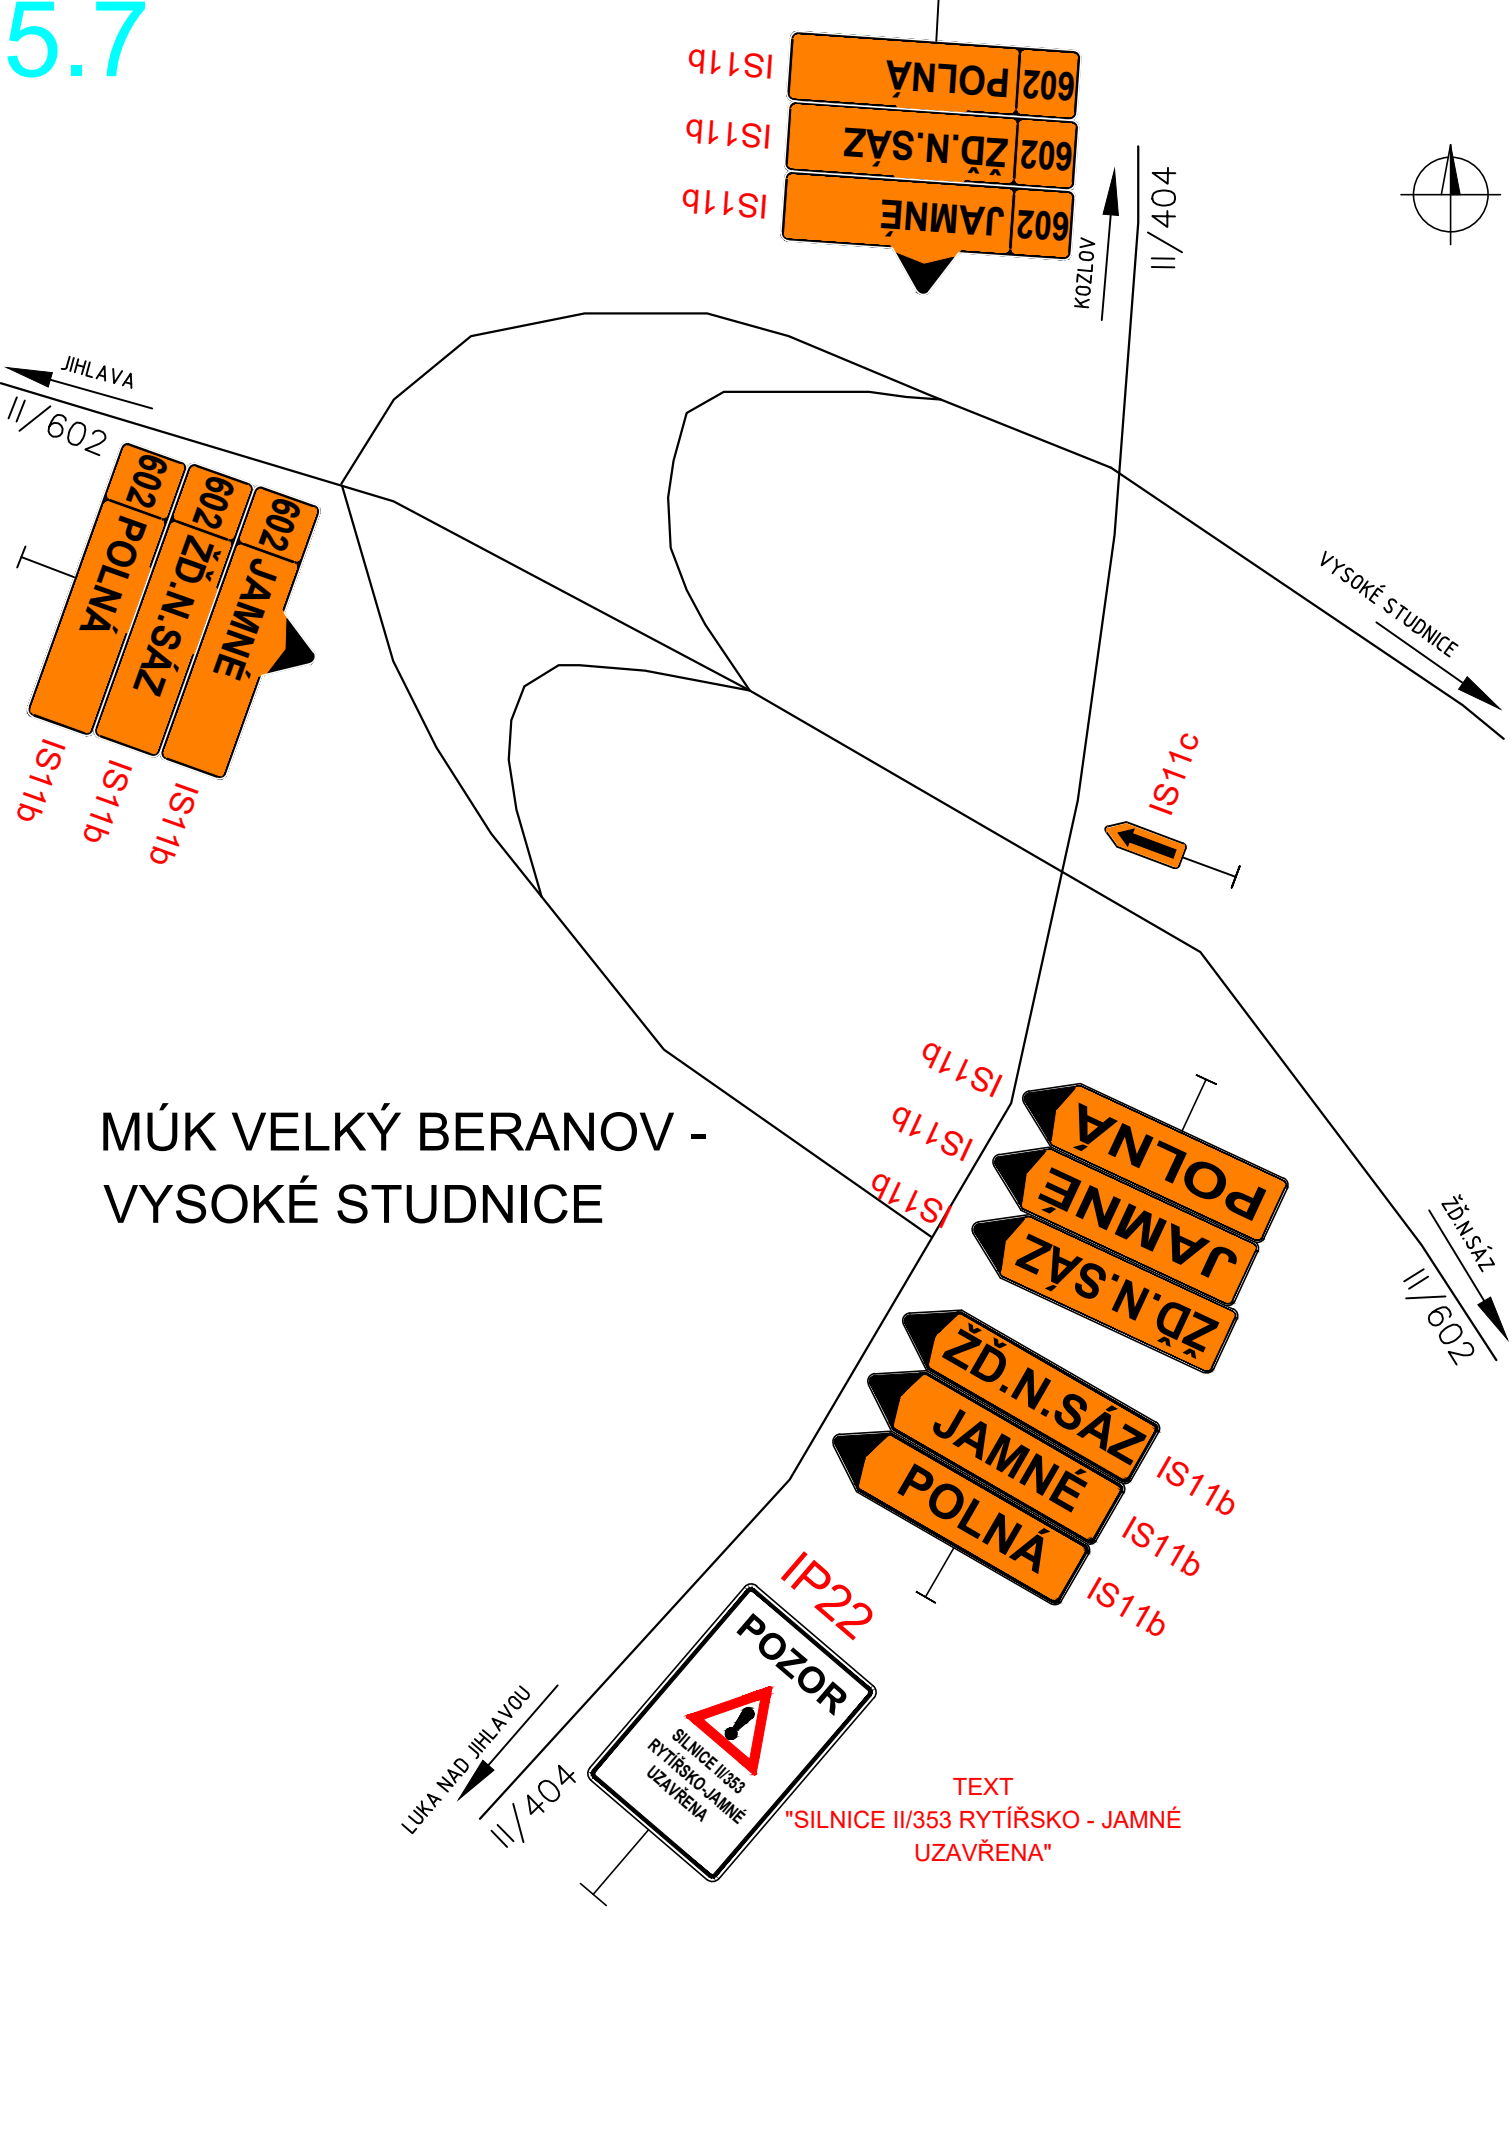 5.7
IS11b
POLNÁ 602
IS11b
ŽĎ.N.SÁZ 602
IS11b
JAMNÉ 602
KOZLOV
II/404
JIHLAVA
II/602
602 POLNÁ
602 ŽĎ.N.SÁZ
602 JAMNÉ
IS11b
IS11b
IS11b
VYSOKÉ STUDNICE
IS11c
MÚK VELKÝ BERANOV -
VYSOKÉ STUDNICE
IS11b
IS11b
IS11b
POLNÁ
JAMNÉ
ŽĎ.N.SÁZ
ŽĎ.N.SÁZ
II/602
ŽĎ.N.SÁZ
JAMNÉ
POLNÁ
IS11b
IS11b
IS11b
IP22
POZOR
SILNICE II/353
RYTÍŘSKO-JAMNÉ
UZAVŘENA
LUKA NAD JIHLAVOU
II/404
TEXT
"SILNICE II/353 RYTÍŘSKO - JAMNÉ
UZAVŘENA"